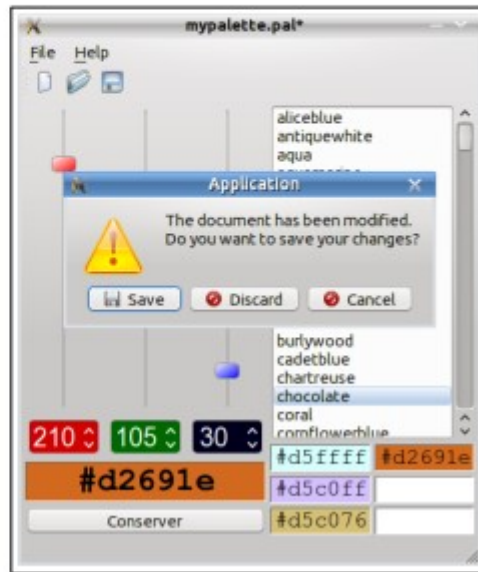 mypalette.pal*
File Help
aliceblue
antiquewhite
aqua
Application
The document has been modified.
Do you want to save your changes?
Save Discard Cancel
burlywood
cadetblue
chartreuse
chocolate
coral
cornflowerblue
210 105 30
#d5ffff #d2691e
#d2691e
#d5c0ff
Conserver
#d5c076